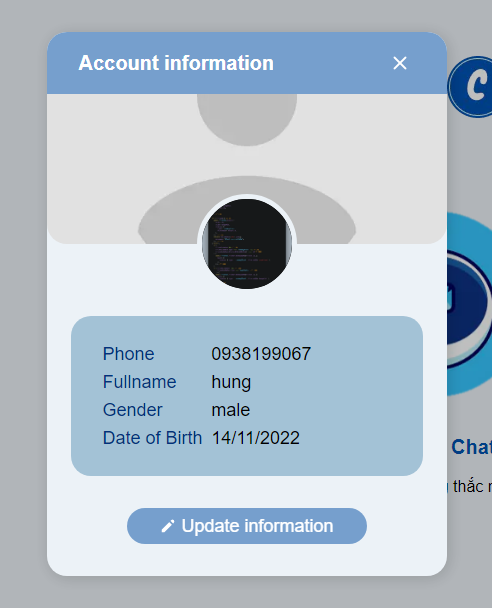 Account information
C
Phone 0938199067
Fullname hung
Gender male
Date of Birth 14/11/2022
Chat
thắc
Update information